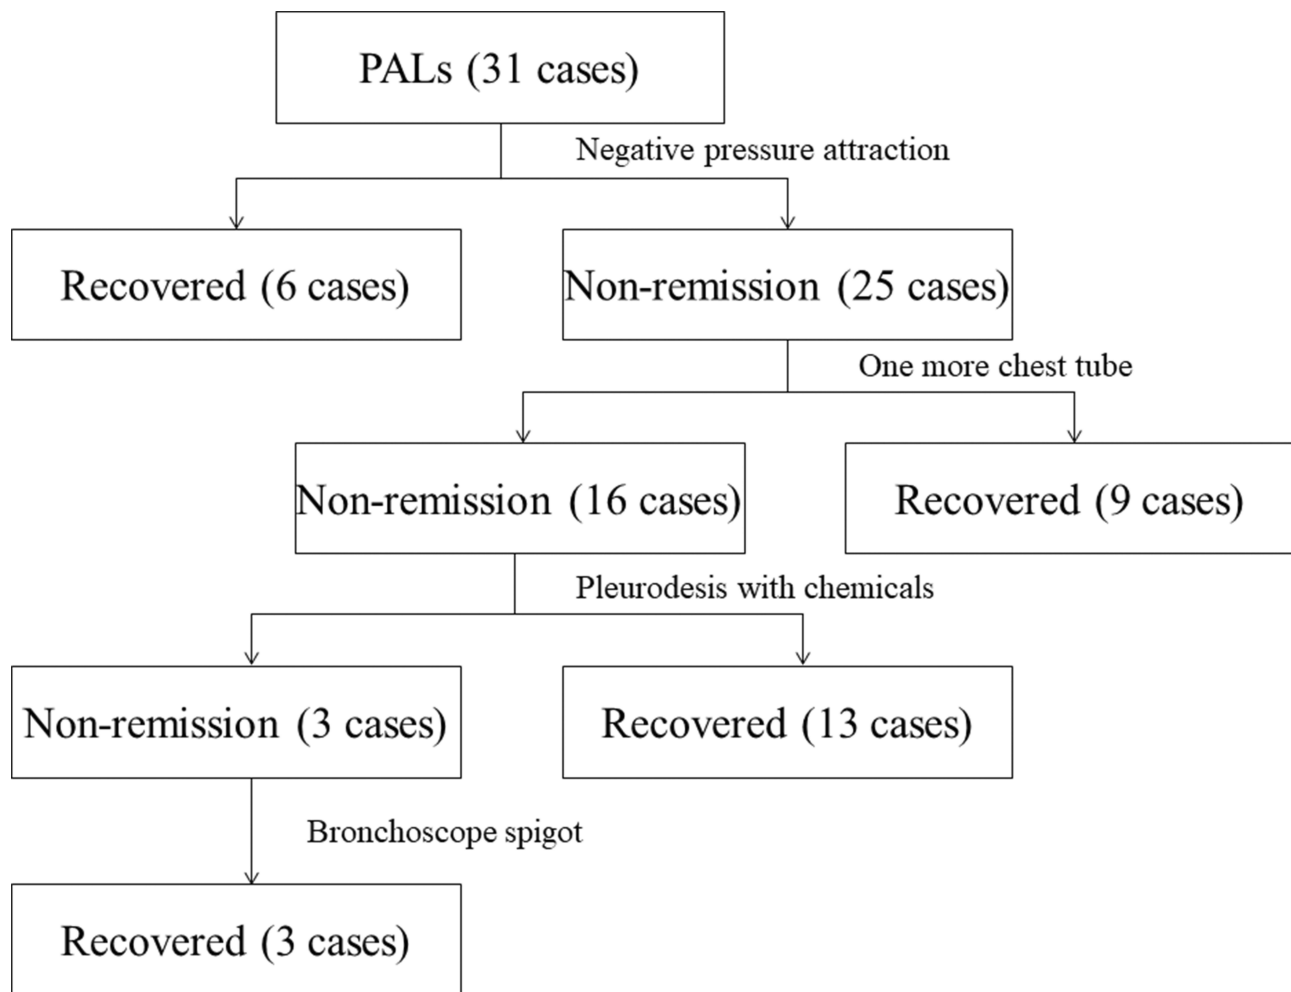 PALs (31 cases)
Negative pressure attraction
Recovered (6 cases)
Non-remission (25 cases)
One more chest tube
Non-remission (16 cases)
Recovered (9 cases)
Pleurodesis with chemicals
Non-remission (3 cases)
Recovered (13 cases)
Bronchoscope spigot
Recovered (3 cases)